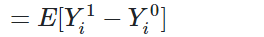 = E[Y_i^1 − Y_i^0]